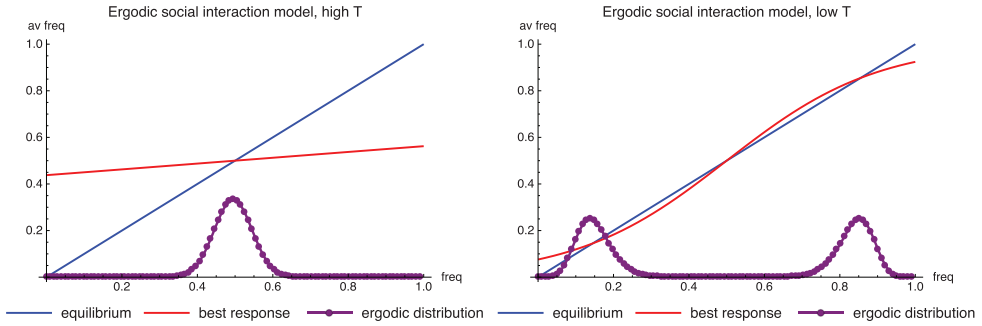 Ergodic social interaction model, high T
av freq
1.0
0.8
0.6
0.4
0.2
0.2 0.4 0.6 0.8 1.0 freq
equilibrium best response ergodic distribution
Ergodic social interaction model, low T
av freq
1.0
0.8
0.6
0.4
0.2
0.2 0.4 0.6 0.8 1.0 freq
equilibrium best response ergodic distribution